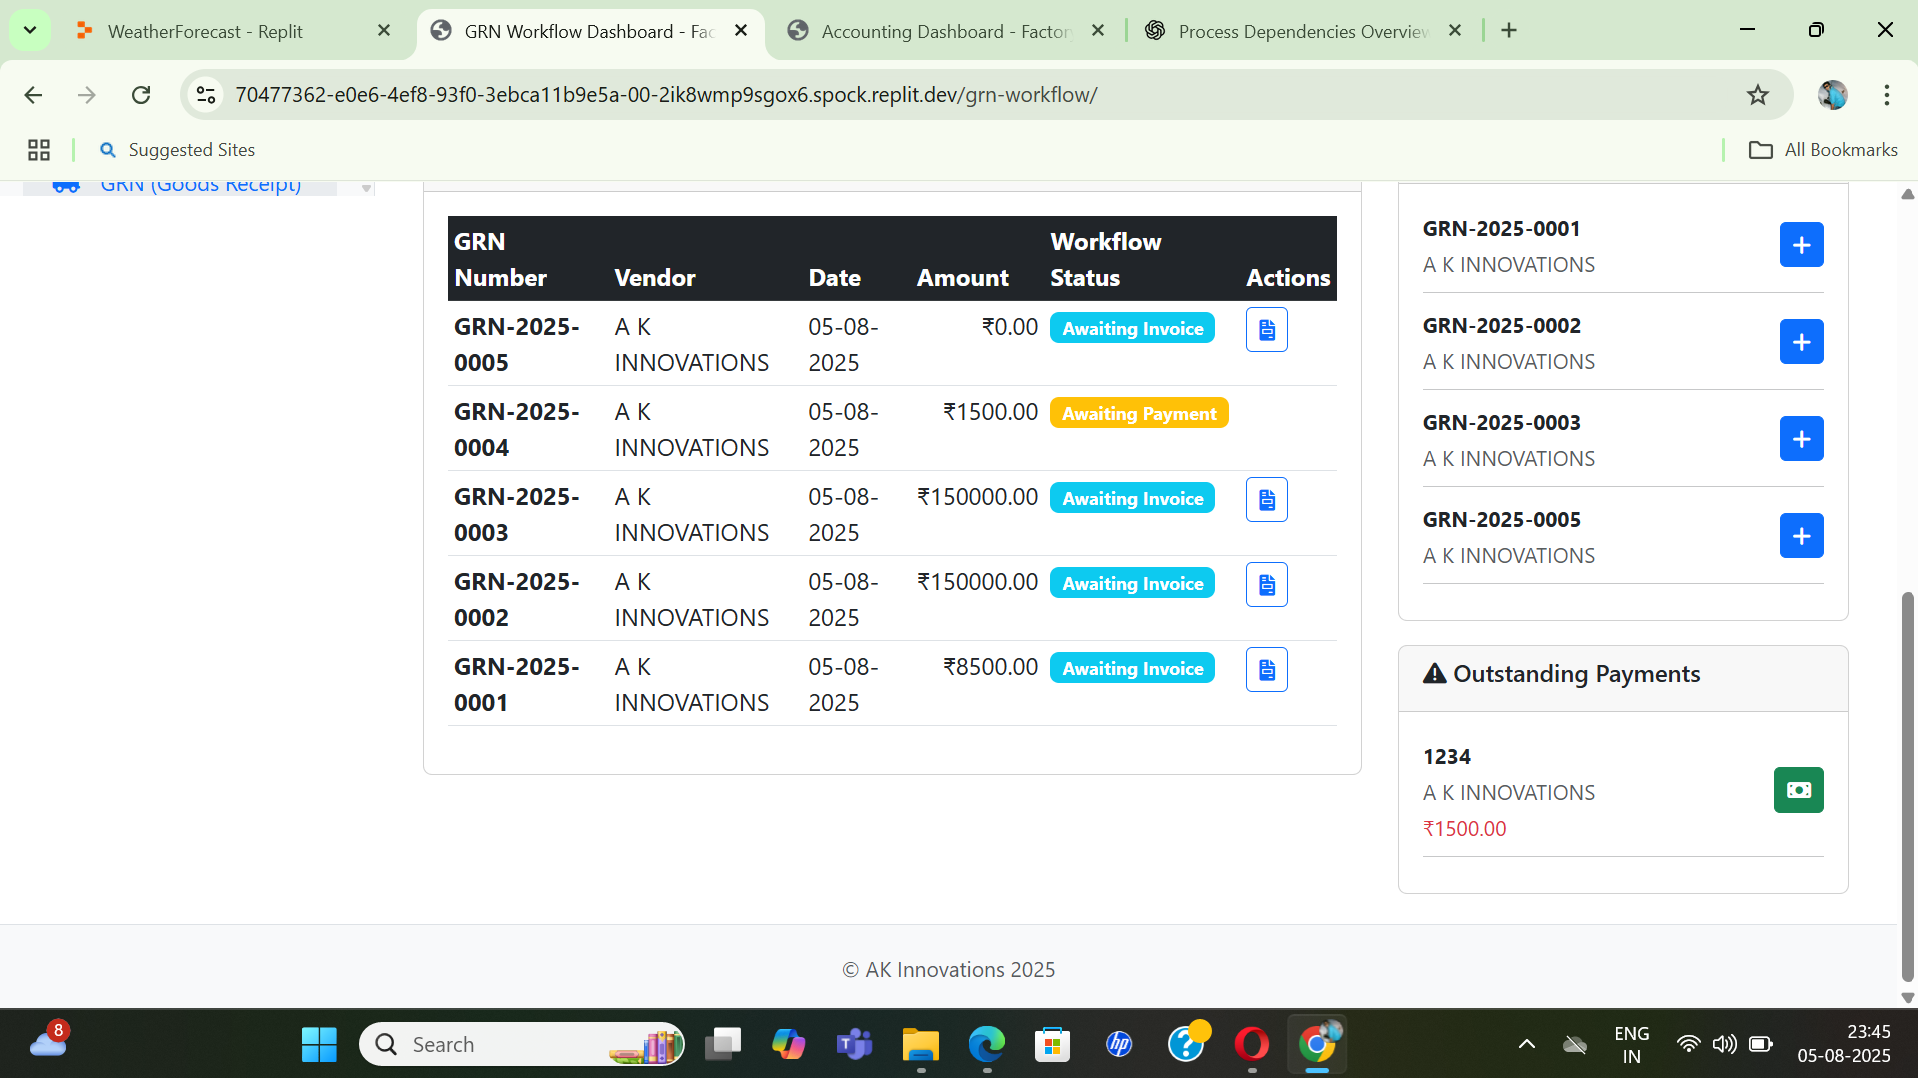 WeatherForecast - Replit
GRN Workflow Dashboard - Fac
Accounting Dashboard - Factor
Process Dependencies Overview
70477362-e0e6-4ef8-93f0-3ebca11b9e5a-00-2ik8wmp9sgox6.spock.replit.dev/grn-workflow/
Suggested Sites
All Bookmarks
GRN (Goods Receipt)
GRN Number Vendor Date Amount Workflow Status Actions
GRN-2025-0005 A K INNOVATIONS 05-08-2025 ₹0.00 Awaiting Invoice
GRN-2025-0004 A K INNOVATIONS 05-08-2025 ₹1500.00 Awaiting Payment
GRN-2025-0003 A K INNOVATIONS 05-08-2025 ₹150000.00 Awaiting Invoice
GRN-2025-0002 A K INNOVATIONS 05-08-2025 ₹150000.00 Awaiting Invoice
GRN-2025-0001 A K INNOVATIONS 05-08-2025 ₹8500.00 Awaiting Invoice
GRN-2025-0001
A K INNOVATIONS
GRN-2025-0002
A K INNOVATIONS
GRN-2025-0003
A K INNOVATIONS
GRN-2025-0005
A K INNOVATIONS
Outstanding Payments
1234
A K INNOVATIONS
₹1500.00
© AK Innovations 2025
8
Search
T
hp
?
ENG
IN
23:45
05-08-2025